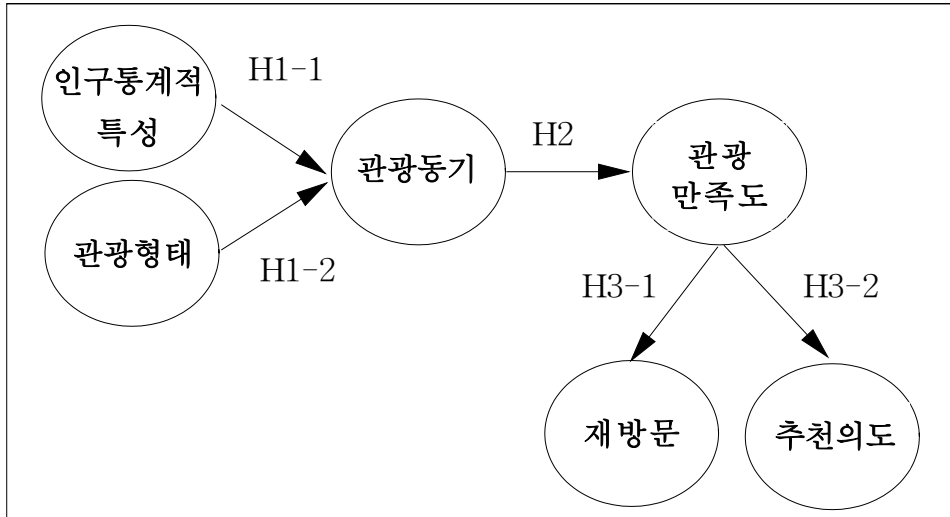 인구통계적
특성
H1-1
관광동기
H2
관광
만족도
관광형태
H1-2
H3-1
H3-2
재방문
추천의도